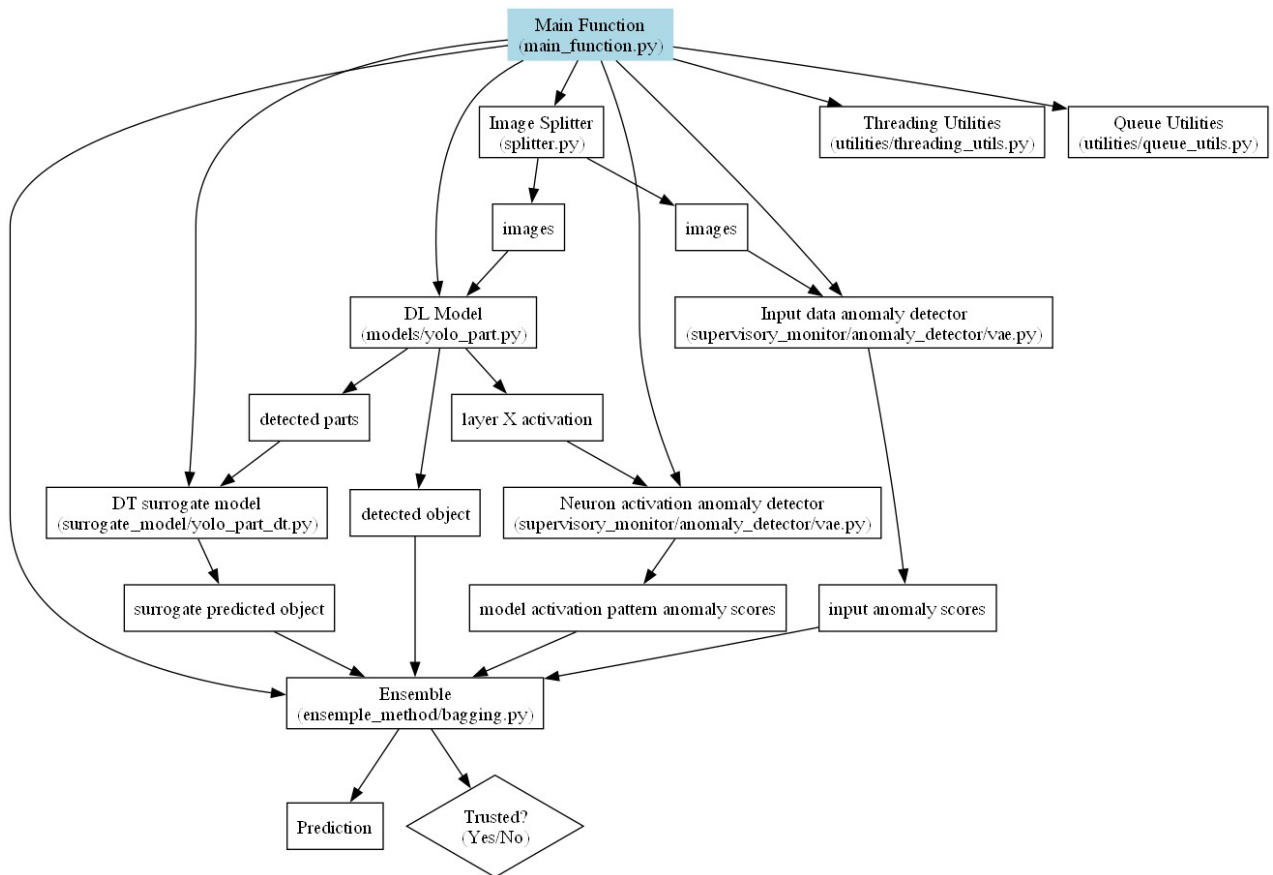 Main Function
(main_function.py)
Image Splitter
(splitter.py)
Threading Utilities
(utilities/threading_utils.py)
Queue Utilities
(utilities/queue_utils.py)
images
images
DL Model
(models/yolo_part.py)
Input data anomaly detector
(supervisory_monitor/anomaly_detector/vae.py)
detected parts
layer X activation
DT surrogate model
(surrogate_model/yolo_part_dt.py)
detected object
Neuron activation anomaly detector
(supervisory_monitor/anomaly_detector/vae.py)
surrogate predicted object
model activation pattern anomaly scores
input anomaly scores
Ensemble
(ensemple_method/bagging.py)
Prediction
Trusted?
(Yes/No)